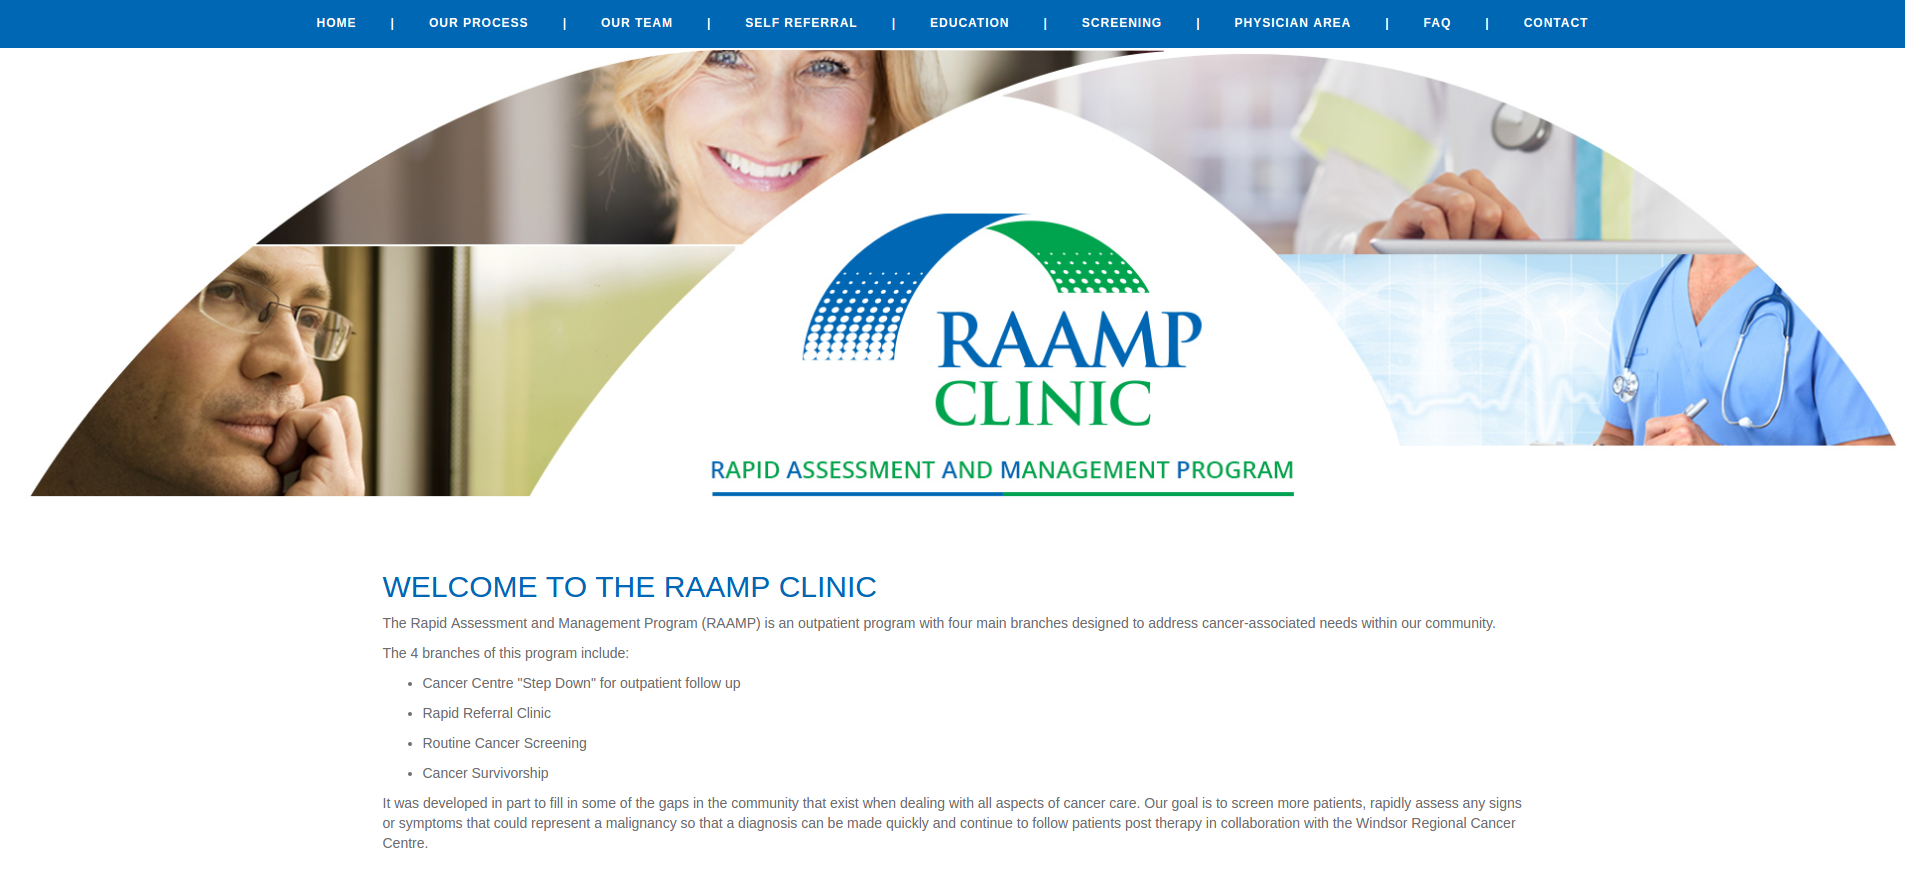 HOME | OUR PROCESS | OUR TEAM | SELF REFERRAL | EDUCATION | SCREENING | PHYSICIAN AREA | FAQ | CONTACT
RAAMP
CLINIC
RAPID ASSESSMENT AND MANAGEMENT PROGRAM
WELCOME TO THE RAAMP CLINIC
The Rapid Assessment and Management Program (RAAMP) is an outpatient program with four main branches designed to address cancer-associated needs within our community.
The 4 branches of this program include:
• Cancer Centre "Step Down" for outpatient follow up
• Rapid Referral Clinic
• Routine Cancer Screening
• Cancer Survivorship
It was developed in part to fill in some of the gaps in the community that exist when dealing with all aspects of cancer care. Our goal is to screen more patients, rapidly assess any signs
or symptoms that could represent a malignancy so that a diagnosis can be made quickly and continue to follow patients post therapy in collaboration with the Windsor Regional Cancer
Centre.